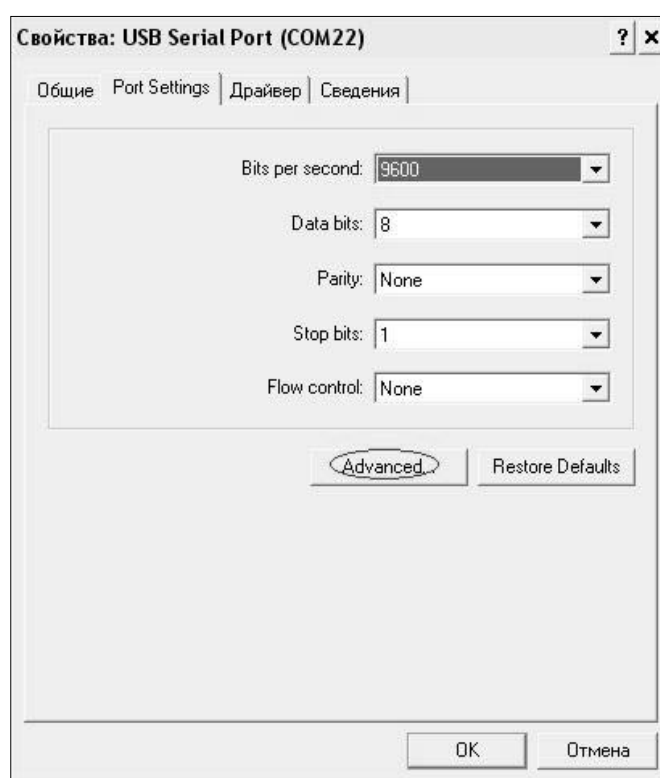 Свойства: USB Serial Port (COM22)
Общие Port Settings Драйвер Сведения
Bits per second: 9600
Data bits: 8
Parity: None
Stop bits: 1
Flow control: None
Advanced... Restore Defaults
OK Отмена